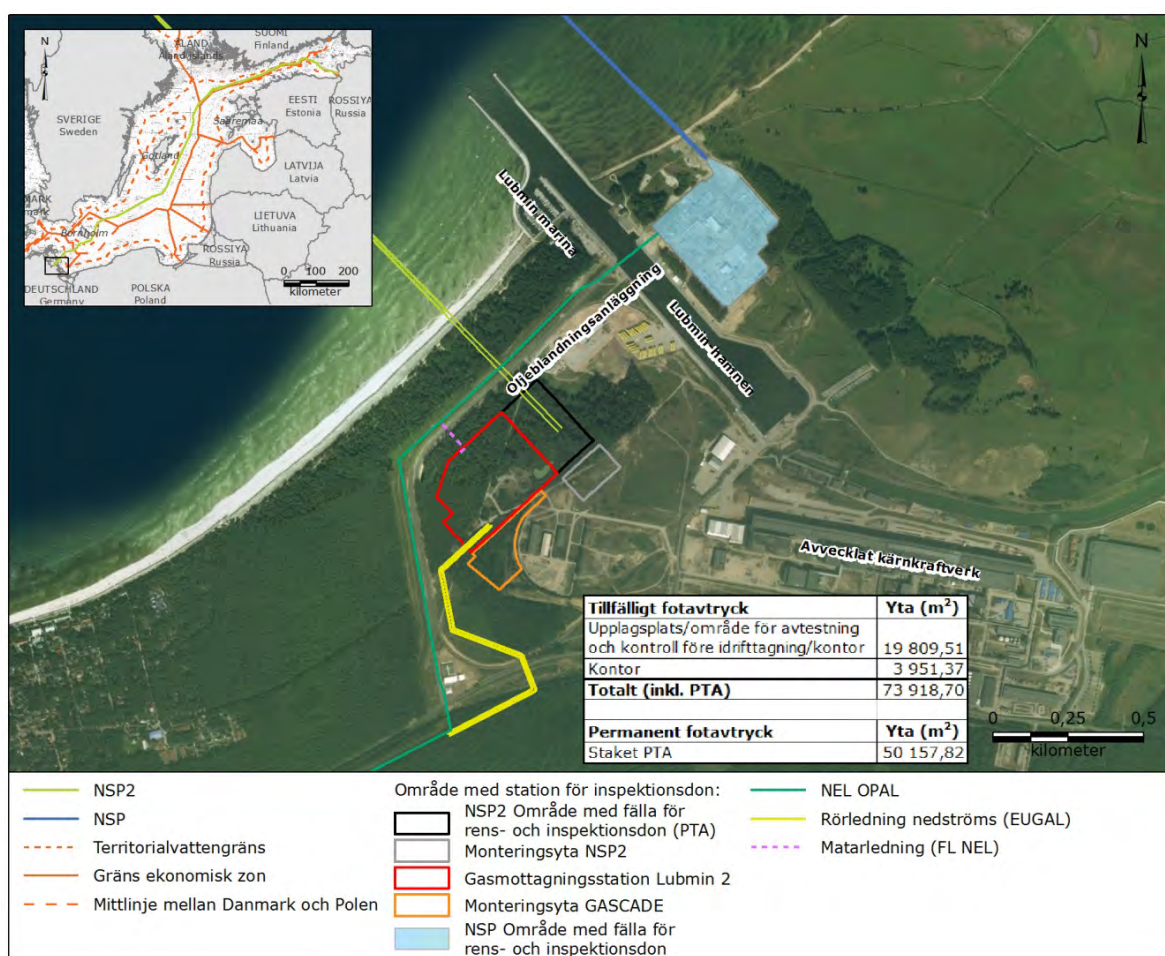 N
ÅLAND
Åland Islands
SUOMI
Finland
SVERIGE
Sweden
EESTI
Estonia
ROSSIYA
Russia
Saaremaa
Gotland
LATVIJA
Latvia
MARK
mark
Bornholm
LIETUVA
Lithuania
ROSSIYA
Russia
DEUTSCHLAND
Germany
POLSKA
Poland
0 100 200
kilometer
N
Lubmin marina
Oljeblandningsanläggning
Lubmin-hamnen
Avvecklat kärnkraftverk
Tillfälligt fotavtryck Yta (m²)
Upplagsplats/område för avtestning
och kontroll före idrifttagning/kontor 19 809,51
Kontor 3 951,37
Totalt (inkl. PTA) 73 918,70
Permanent fotavtryck Yta (m²)
Staket PTA 50 157,82
0 0,25 0,5
kilometer
NSP2
NSP
Territorialvattengräns
Gräns ekonomisk zon
Mittlinje mellan Danmark och Polen
Område med station för inspektionsdon:
NSP2 Område med fälla för
rens- och inspektionsdon (PTA)
Monteringsyta NSP2
Gasmottagningsstation Lubmin 2
Monteringsyta GASCADE
NSP Område med fälla för
rens- och inspektionsdon
NEL OPAL
Rörledning nedströms (EUGAL)
Matarledning (FL NEL)